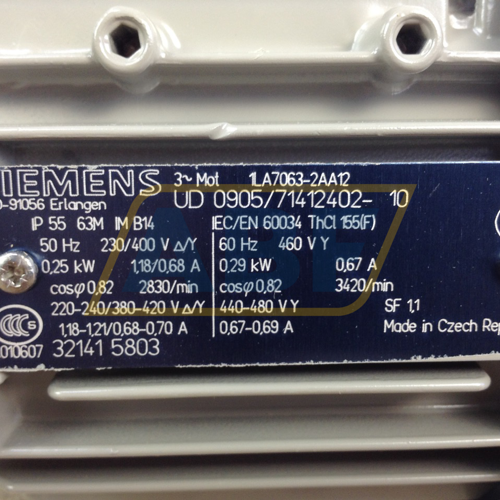 SIEMENS 3~ Mot 1LA7063-2AA12
D-91056 Erlangen UD 0905/71412402- 10
IP 55 63M IM B14 IEC/EN 60034 ThCl 155(F)
50 Hz 230/400 V Δ/Y 60 Hz 460 V Y
0,25 kW 1,18/0,68 A 0,29 kW 0,67 A
cosφ 0,82 2830/min cosφ 0,82 3420/min
220-240/380-420 V Δ/Y 440-480 V Y SF 1,1
1,18-1,21/0,68-0,70 A 0,67-0,69 A Made in Czech Rep
CCC S
010607 32141 5803
ABF